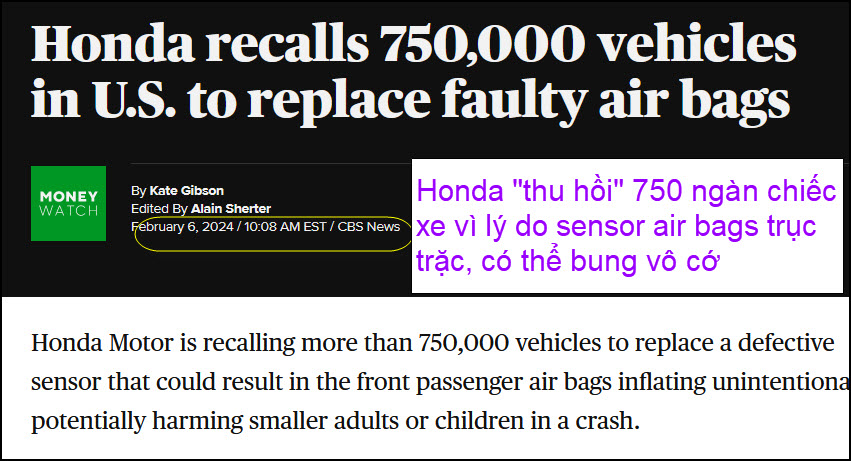 Honda recalls 750,000 vehicles
in U.S. to replace faulty air bags
MONEY
WATCH
By Kate Gibson
Edited By Alain Sherter
February 6, 2024 / 10:08 AM EST / CBS News
Honda "thu hồi" 750 ngàn chiếc
xe vì lý do sensor air bags trục
trặc, có thể bung vô cớ
Honda Motor is recalling more than 750,000 vehicles to replace a defective
sensor that could result in the front passenger air bags inflating unintentiona
potentially harming smaller adults or children in a crash.